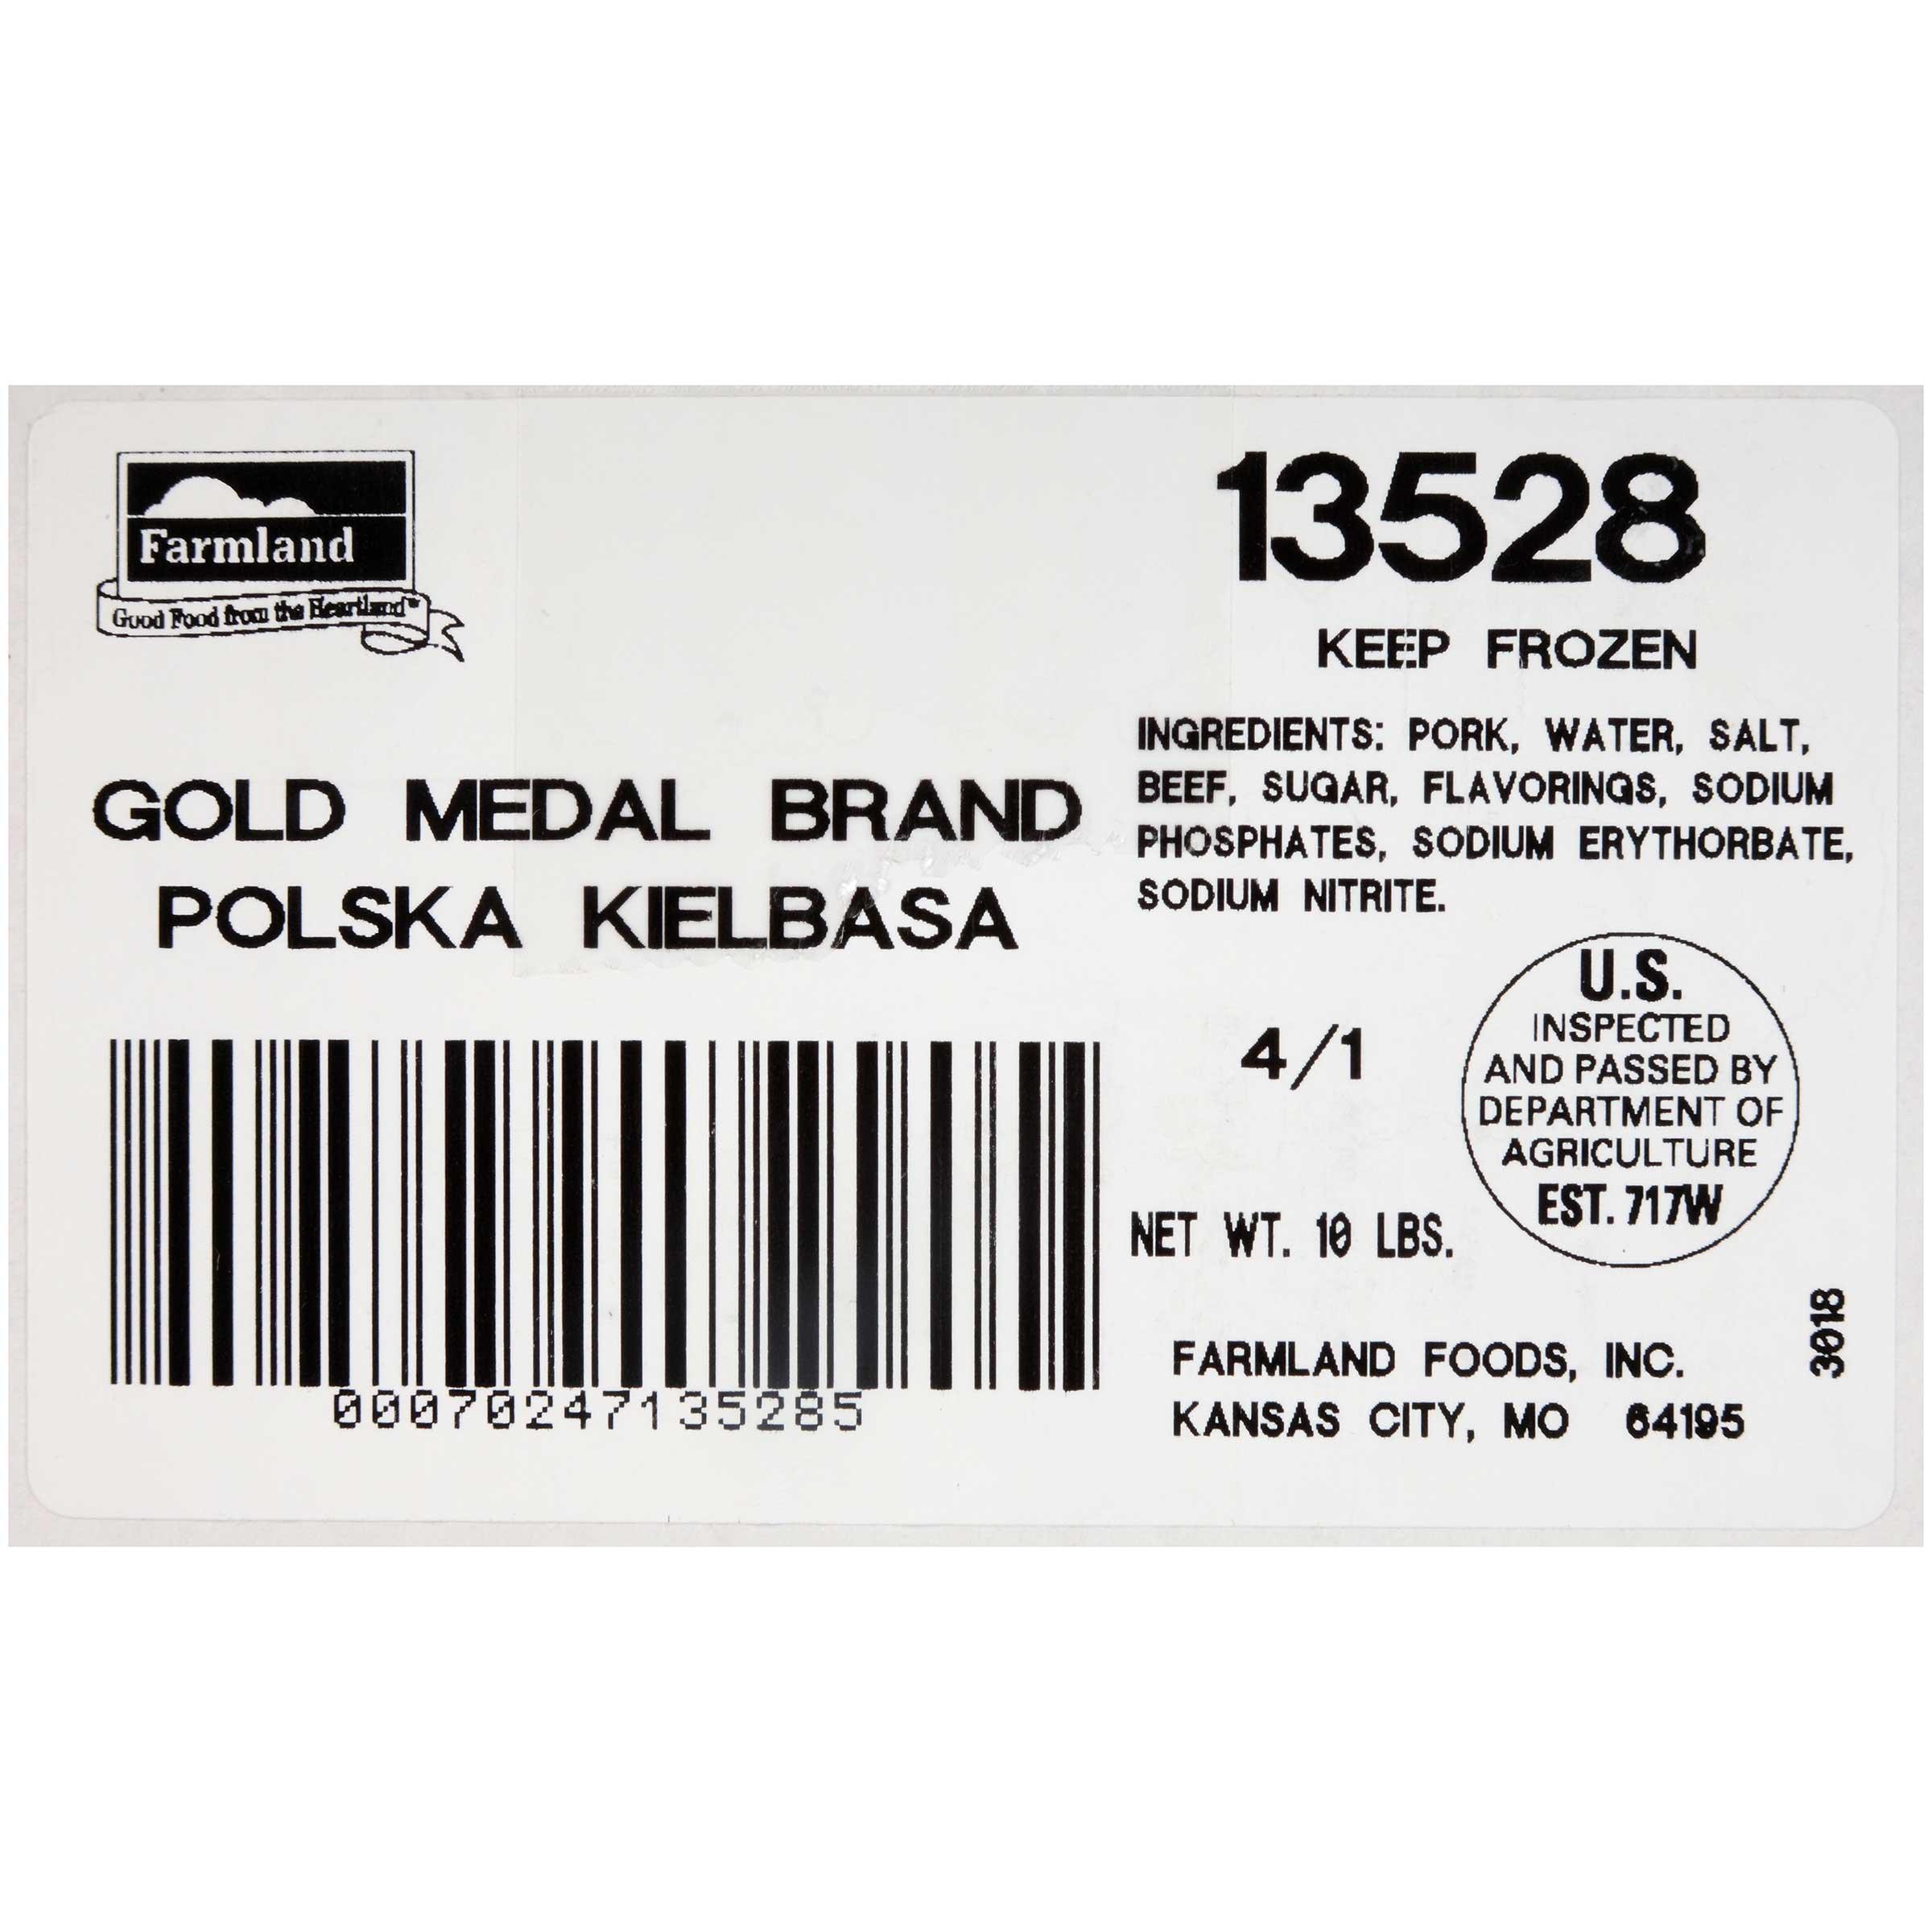 Farmland
Good Food from the Heartland™
13528
KEEP FROZEN
GOLD MEDAL BRAND
POLSKA KIELBASA
INGREDIENTS: PORK, WATER, SALT,
BEEF, SUGAR, FLAVORINGS, SODIUM
PHOSPHATES, SODIUM ERYTHORBATE,
SODIUM NITRITE.
4/1
U.S.
INSPECTED
AND PASSED BY
DEPARTMENT OF
AGRICULTURE
EST. 717W
NET WT. 10 LBS.
FARMLAND FOODS, INC.
KANSAS CITY, MO 64195
3018
00070247135285